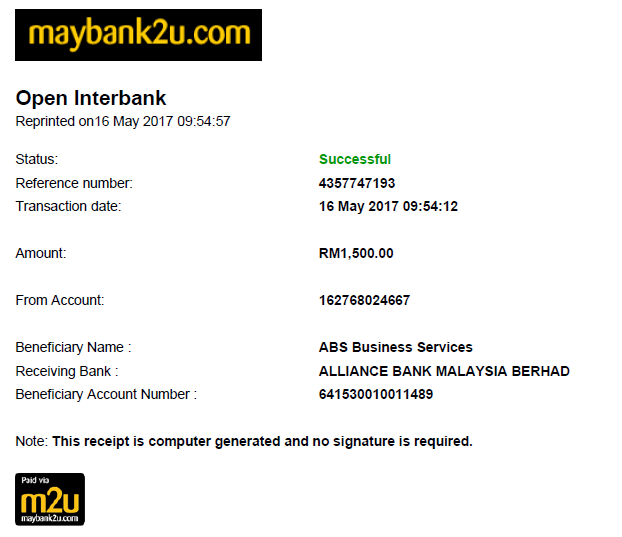 maybank2u.com
Open Interbank
Reprinted on16 May 2017 09:54:57
Status: Successful
Reference number: 4357747193
Transaction date: 16 May 2017 09:54:12
Amount: RM1,500.00
From Account: 162768024667
Beneficiary Name : ABS Business Services
Receiving Bank : ALLIANCE BANK MALAYSIA BERHAD
Beneficiary Account Number : 641530010011489
Note: This receipt is computer generated and no signature is required.
Paid via
m2u
maybank2u.com